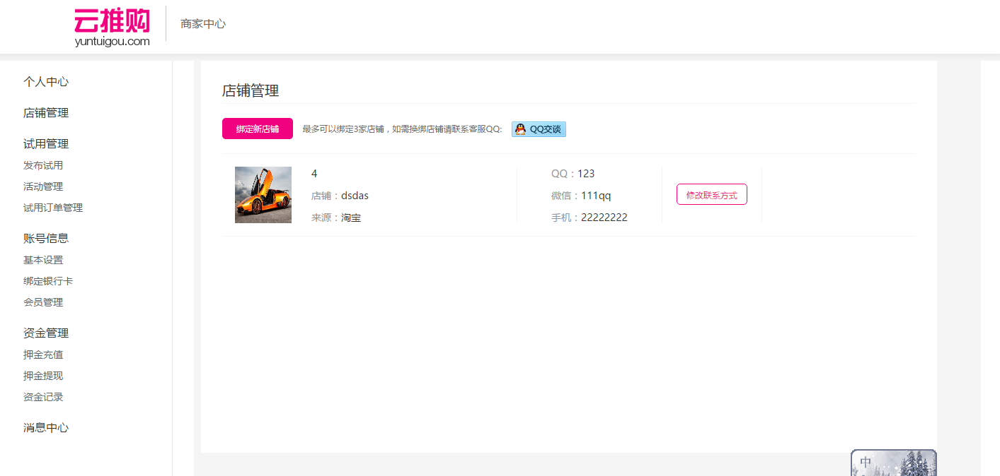 云推购
yuntuigou.com
商家中心
个人中心
店铺管理
试用管理
发布试用
活动管理
试用订单管理
账号信息
基本设置
绑定银行卡
会员管理
资金管理
押金充值
押金提现
资金记录
消息中心
店铺管理
绑定新店铺 最多可以绑定3家店铺，如需换绑店铺请联系客服QQ: QQ交谈
4
店铺：dsdas
来源：淘宝
QQ：123
微信：111qq
手机：22222222
修改联系方式
中